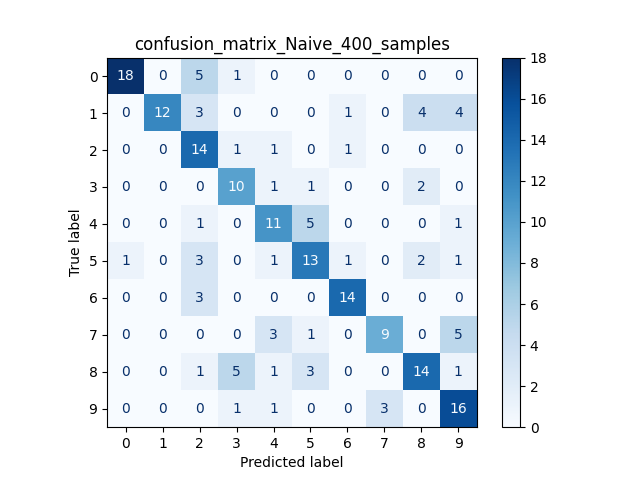 confusion_matrix_Naive_400_samples
0 18 0 5 1 0 0 0 0 0 0
1 0 12 3 0 0 0 1 0 4 4
2 0 0 14 1 1 0 1 0 0 0
3 0 0 0 10 1 1 0 0 2 0
4 0 0 1 0 11 5 0 0 0 1
5 1 0 3 0 1 13 1 0 2 1
6 0 0 3 0 0 0 14 0 0 0
7 0 0 0 0 3 1 0 9 0 5
8 0 0 1 5 1 3 0 0 14 1
9 0 0 0 1 1 0 0 3 0 16
0 1 2 3 4 5 6 7 8 9
Predicted label
True label
18
16
14
12
10
8
6
4
2
0